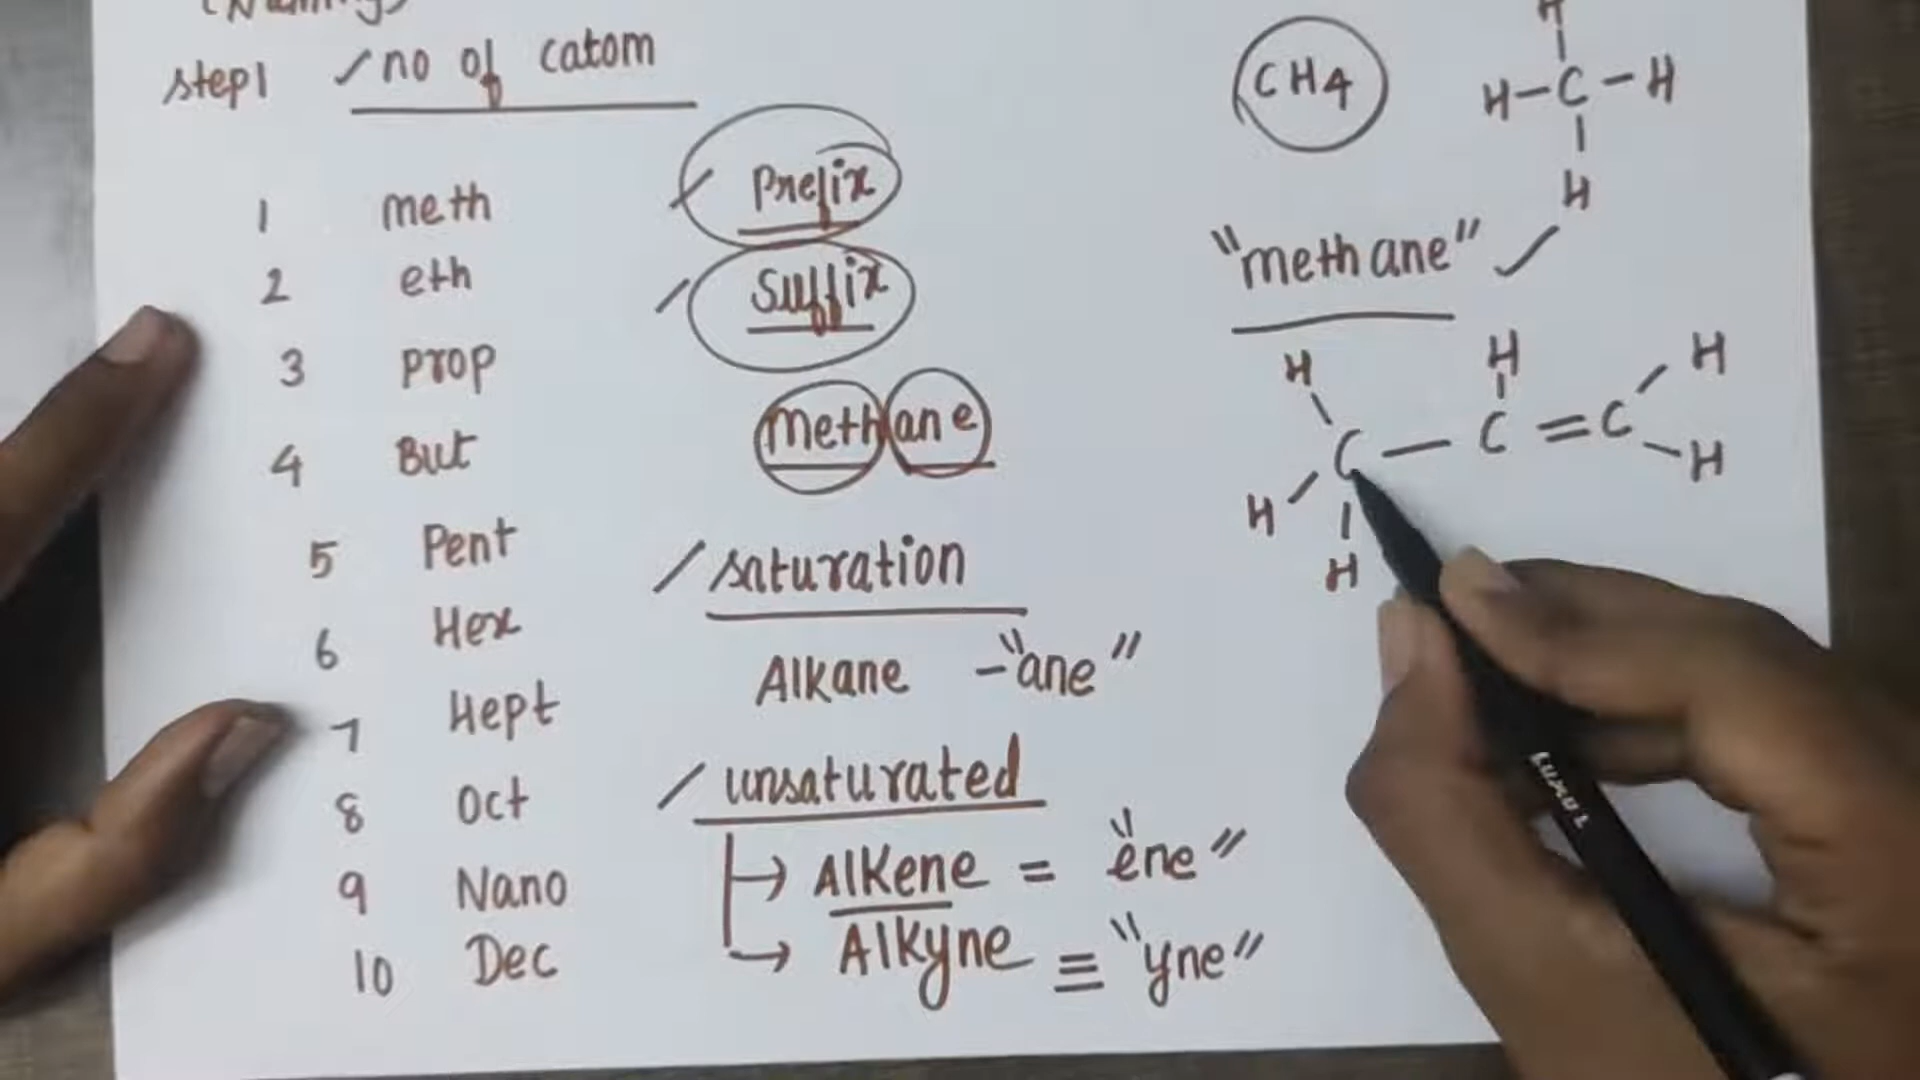 (Naming)
step1 ✓no of catom
1 meth
2 eth
3 prop
4 But
5 Pent
6 Hex
7 Hept
8 Oct
9 Nano
10 Dec
Prefix
Suffix
methane
saturation
Alkane - "ane"
unsaturated
→ Alkene = "ene"
→ Alkyne ≡ "yne"
CH4
H
H-C-H
H
"methane" ✓
H H H
C — C = C
H H
H